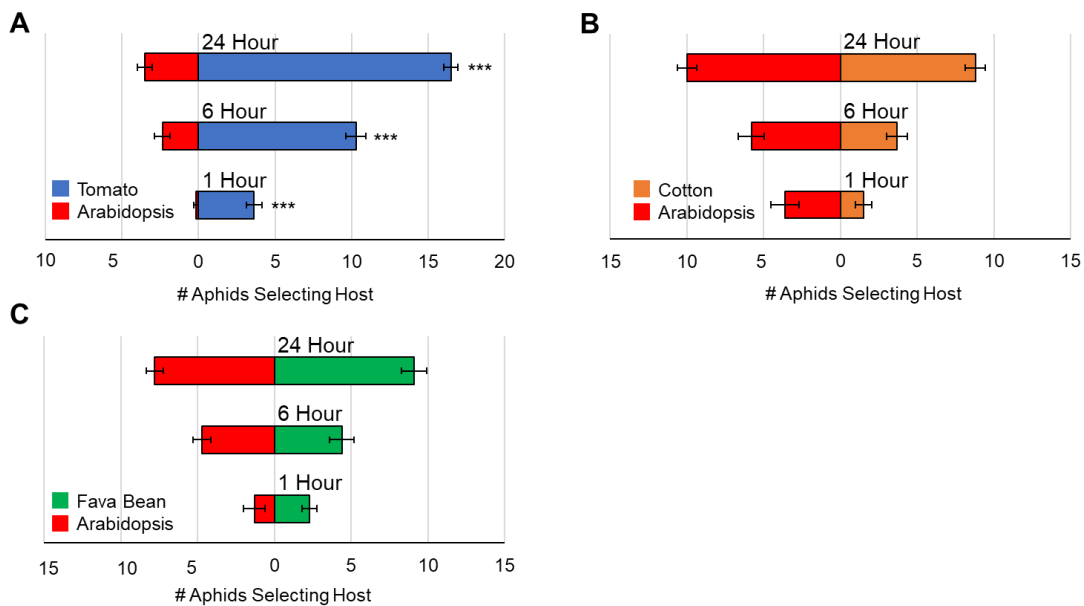 A
24 Hour
***
6 Hour
***
1 Hour
***
Tomato
Arabidopsis
10 5 0 5 10 15 20
# Aphids Selecting Host
B
24 Hour
6 Hour
1 Hour
Cotton
Arabidopsis
15 10 5 0 5 10 15
# Aphids Selecting Host
C
24 Hour
6 Hour
1 Hour
Fava Bean
Arabidopsis
15 10 5 0 5 10 15
# Aphids Selecting Host